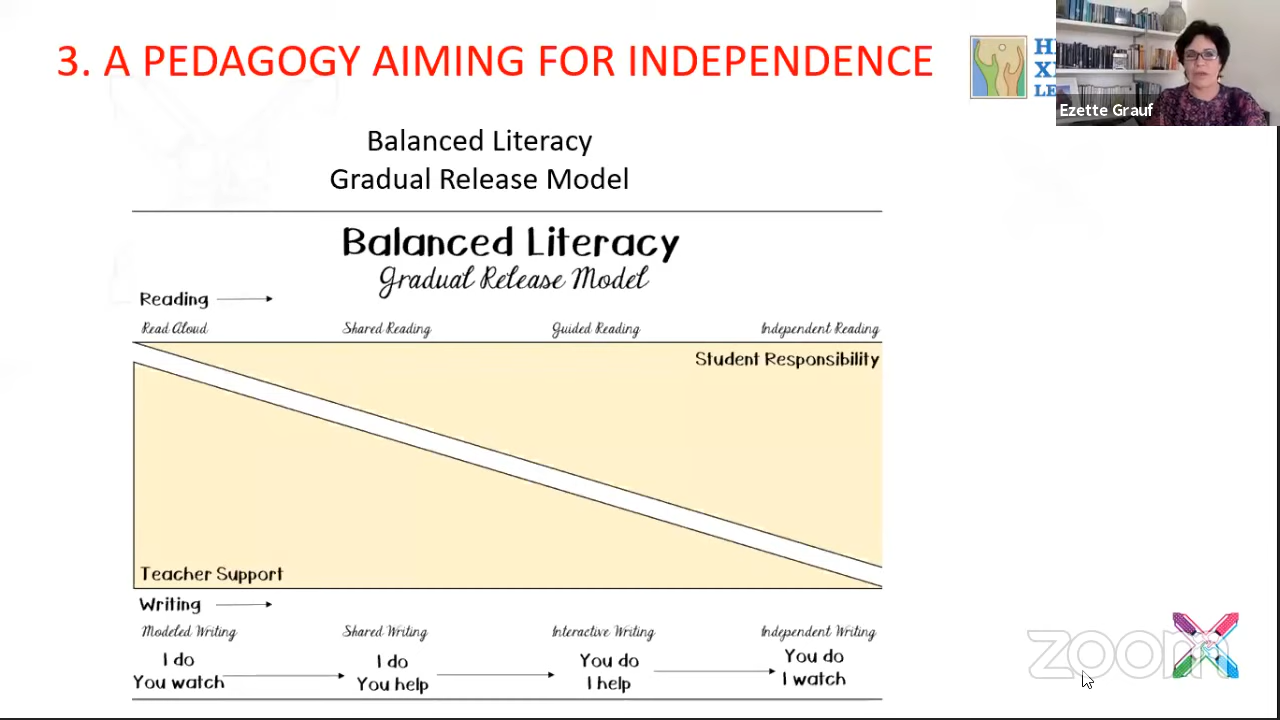 3. A PEDAGOGY AIMING FOR INDEPENDENCE
H
X
LE
Ezette Grauf
Balanced Literacy
Gradual Release Model
Balanced Literacy
Gradual Release Model
Reading
Read Aloud Shared Reading Guided Reading Independent Reading
Student Responsibility
Teacher Support
Writing
Modeled Writing Shared Writing Interactive Writing Independent Writing
I do I do You do You do
You watch You help I help I watch
zoom